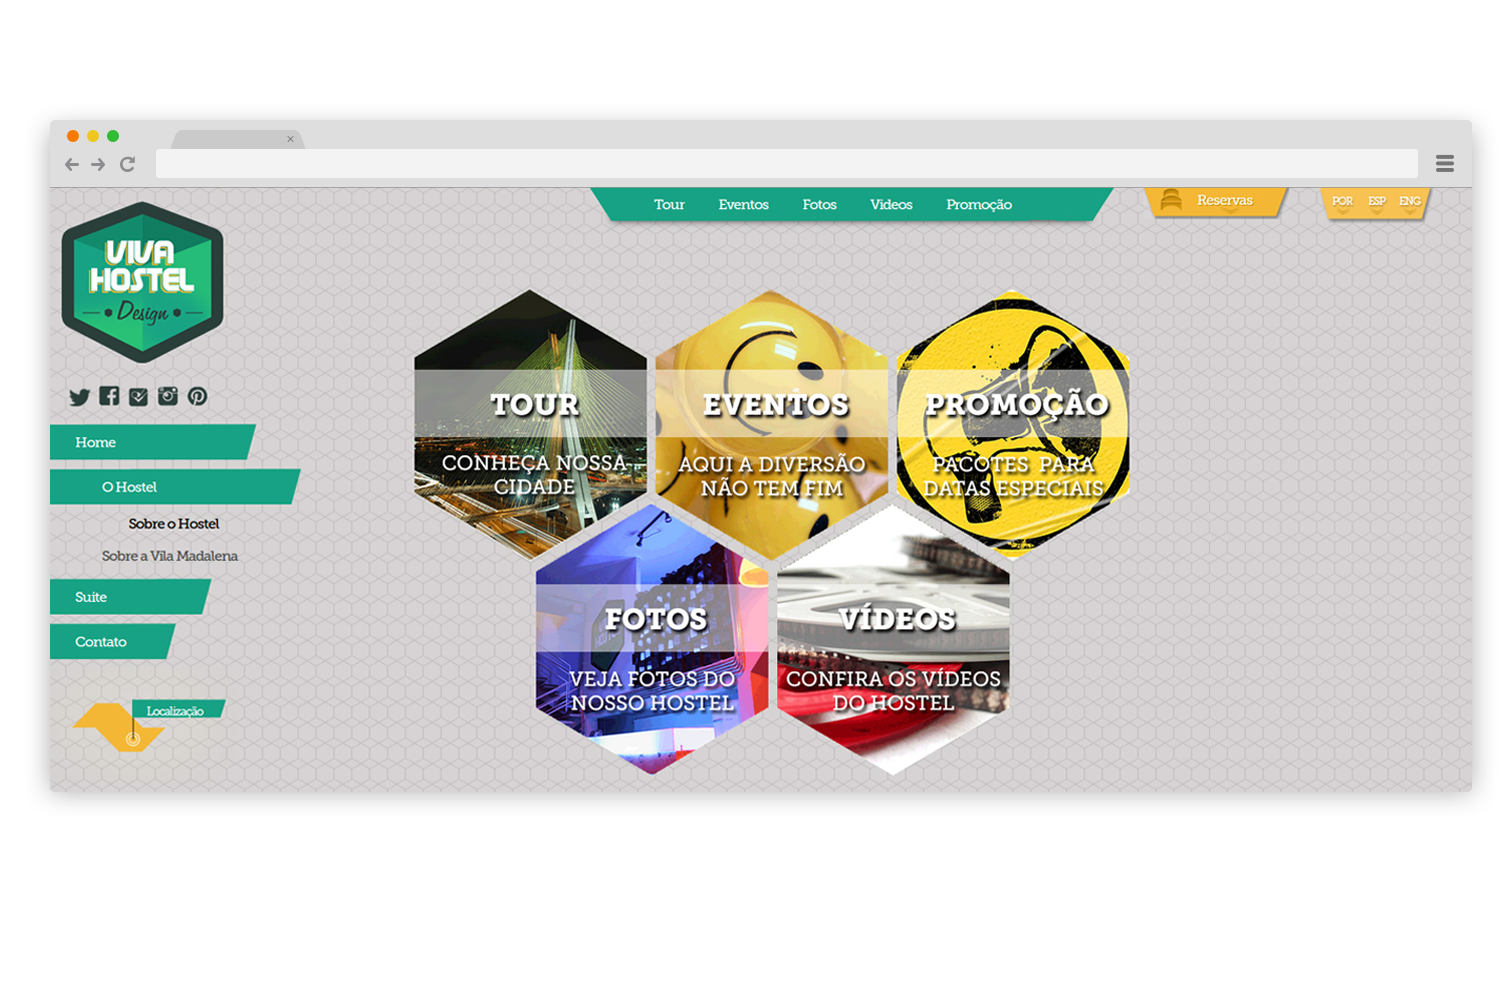 Tour Eventos Fotos Videos Promoção
Reservas
POR ESP ENG
VIVA
HOSTEL
Design
Home
O Hostel
Sobre o Hostel
Sobre a Vila Madalena
Suite
Contato
Localização
TOUR
CONHEÇA NOSSA
CIDADE
EVENTOS
AQUI A DIVERSÃO
NÃO TEM FIM
PROMOÇÃO
PACOTES PARA
DATAS ESPECIAIS
FOTOS
VEJA FOTOS DO
NOSSO HOSTEL
VÍDEOS
CONFIRA OS VÍDEOS
DO HOSTEL